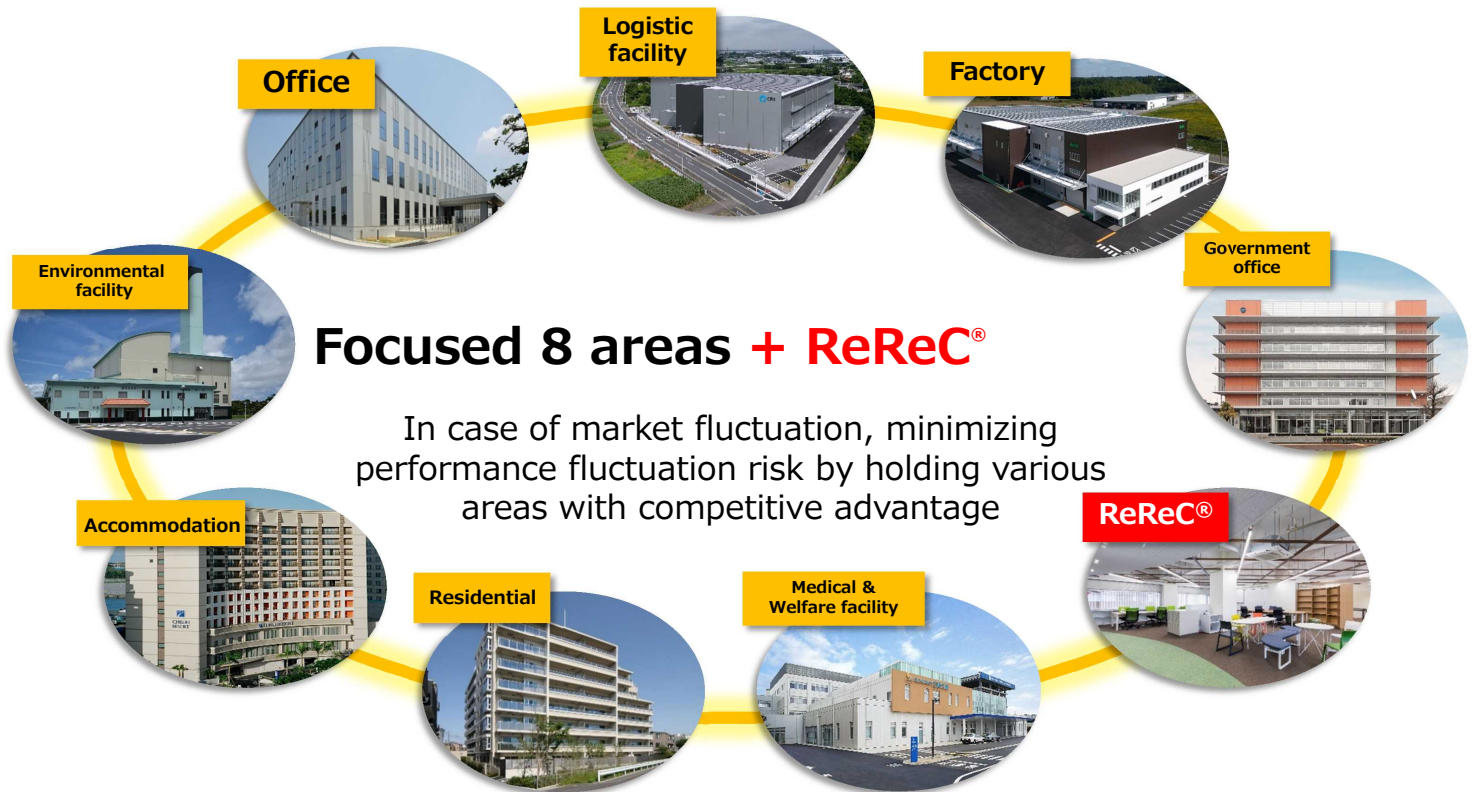 Logistic
facility
Office
Factory
Government
office
Environmental
facility
Focused 8 areas + ReReC®
In case of market fluctuation, minimizing
performance fluctuation risk by holding various
areas with competitive advantage
ReReC®
Accommodation
Residential
Medical &
Welfare facility